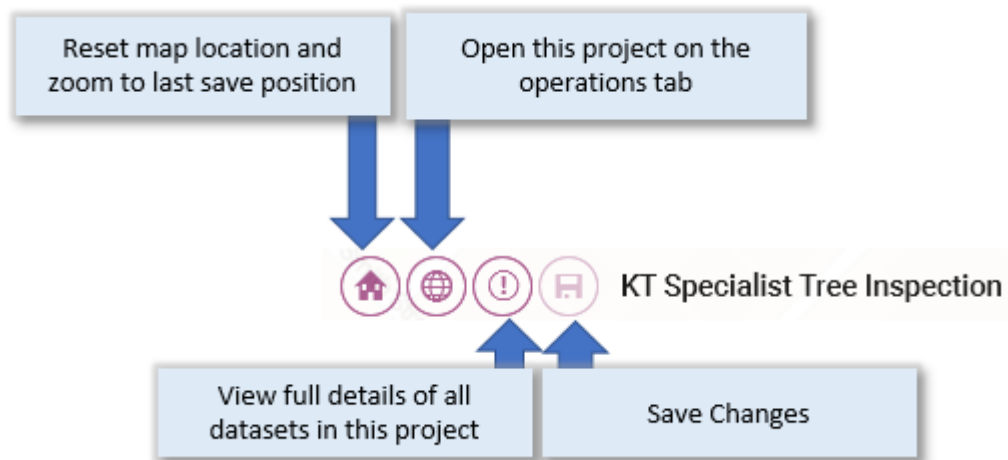 Reset map location and
zoom to last save position
Open this project on the
operations tab
KT Specialist Tree Inspection
View full details of all
datasets in this project
Save Changes